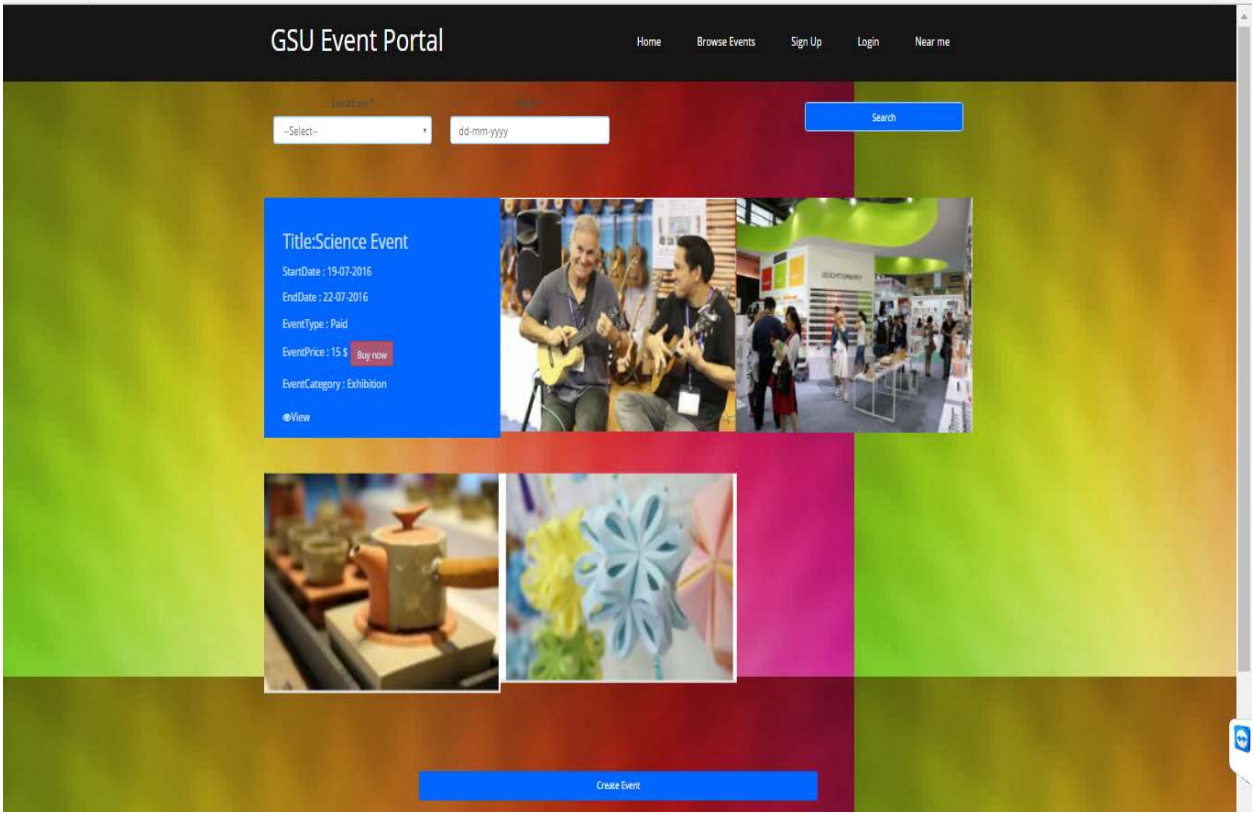 GSU Event Portal
Home Browse Events Sign Up Login Near me
Location *
--Select--
dd-mm-yyyy
Search
Title:Science Event
StartDate : 19-07-2016
EndDate : 22-07-2016
EventType : Paid
EventPrice : 15 $ Buy now
EventCategory : Exhibition
View
Create Event